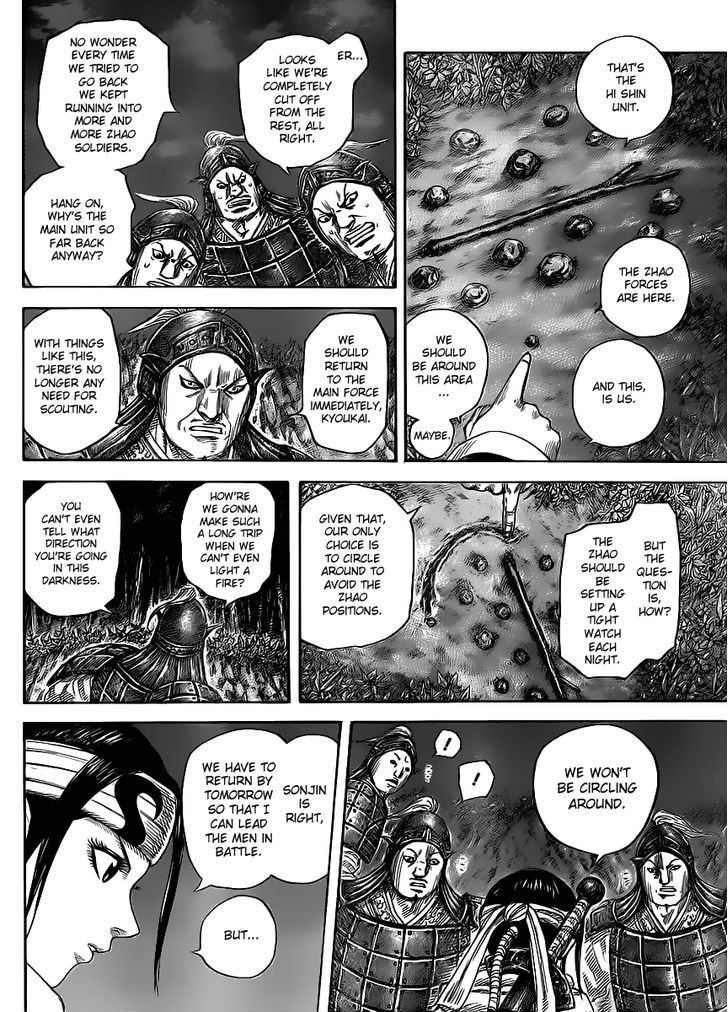 THAT'S
THE
HI SHIN
UNIT.
THE ZHAO
FORCES
ARE HERE.
AND THIS,
IS US.
WE
SHOULD
BE AROUND
THIS AREA
...
MAYBE.
ER...
LOOKS
LIKE WE'RE
COMPLETELY
CUT OFF
FROM THE
REST, ALL
RIGHT.
NO WONDER
EVERY TIME
WE TRIED
TO GO
BACK
WE KEPT
RUNNING INTO
MORE AND
MORE ZHAO
SOLDIERS.
HANG ON,
WHY'S THE
MAIN UNIT SO
FAR BACK
ANYWAY?
WE
SHOULD
RETURN
TO THE
MAIN FORCE
IMMEDIATELY,
KYOUKAI.
WITH THINGS
LIKE THIS,
THERE'S NO
LONGER ANY
NEED FOR
SCOUTING.
BUT
THE
QUES-
TION
IS,
HOW?
THE
ZHAO
SHOULD
BE
SETTING
UP A
TIGHT
WATCH
EACH
NIGHT.
GIVEN THAT,
OUR ONLY
CHOICE
IS TO
CIRCLE
AROUND TO
AVOID THE
ZHAO
POSITIONS.
HOW'RE
WE GONNA
MAKE SUCH
A LONG TRIP
WHEN WE
CAN'T EVEN
LIGHT A
FIRE?
YOU
CAN'T EVEN
TELL WHAT
DIRECTION
YOU'RE GOING
IN THIS
DARKNESS.
WE WON'T
BE CIRCLING
AROUND.
!
!
SONJIN
IS
RIGHT,
WE HAVE TO
RETURN BY
TOMORROW
SO THAT I
CAN LEAD
THE MEN IN
BATTLE.
BUT...